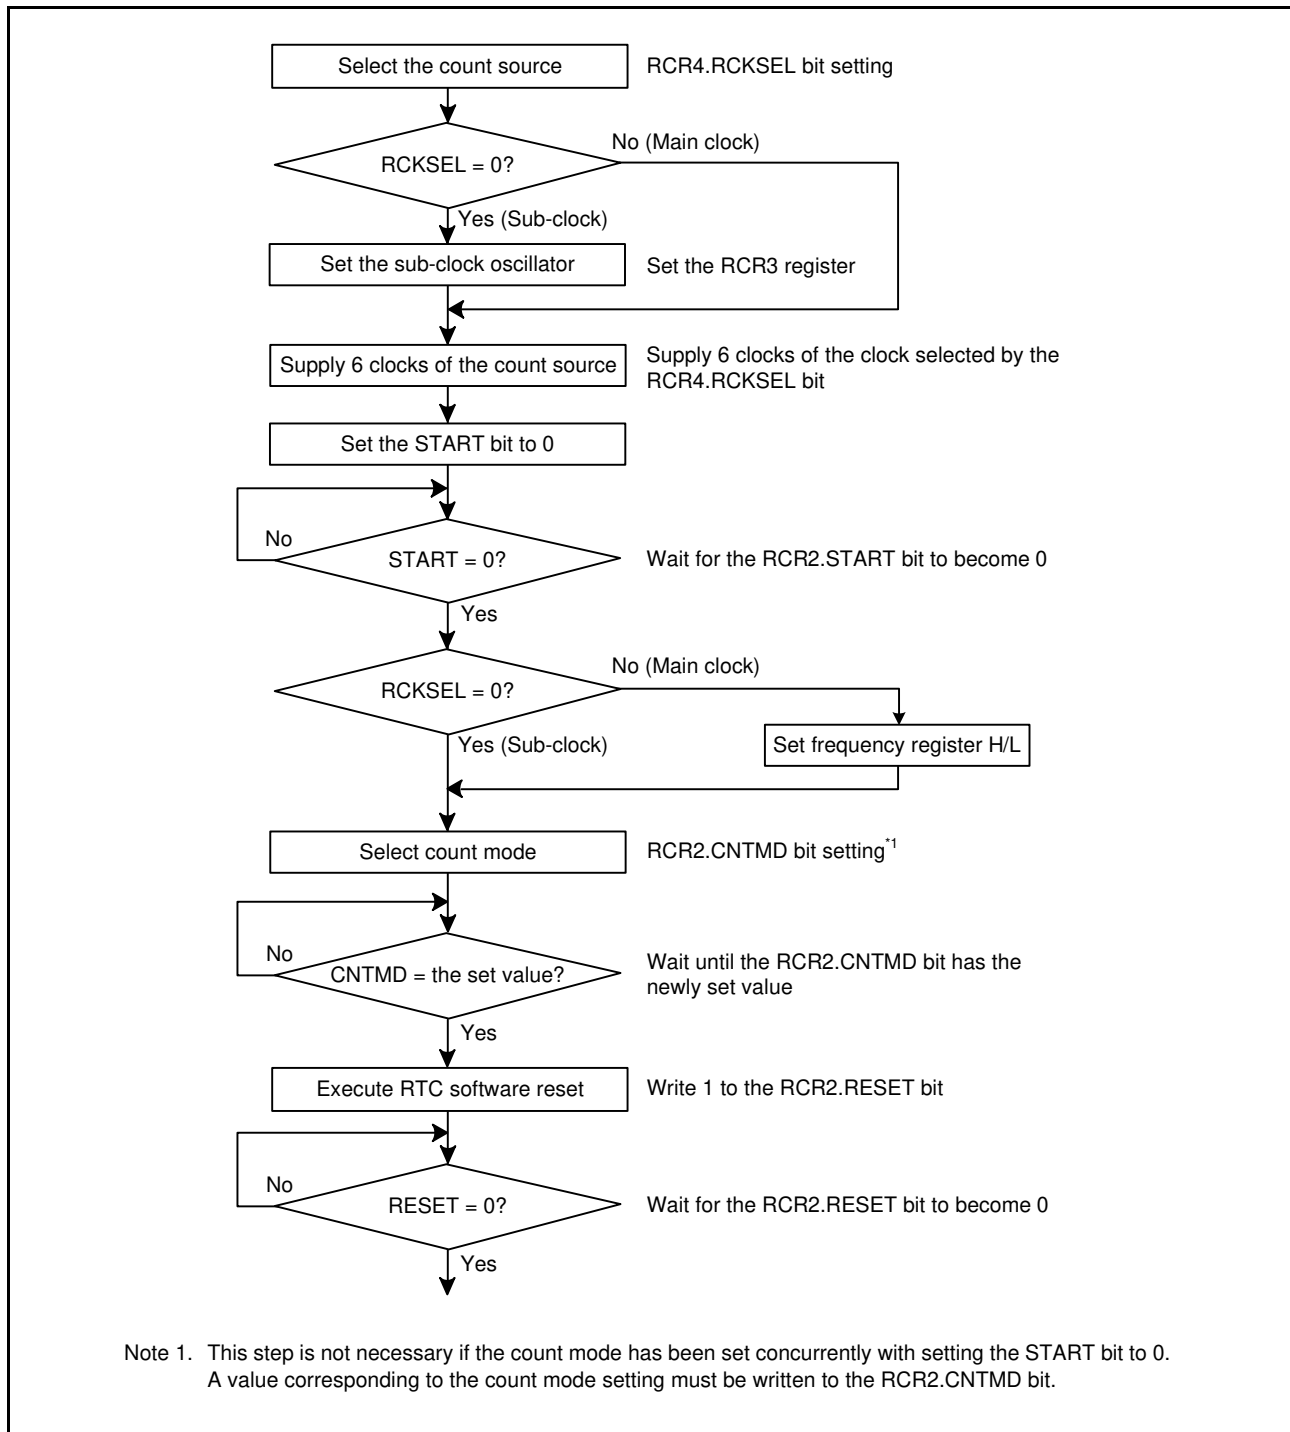 Select the count source
RCR4.RCKSEL bit setting
No (Main clock)
RCKSEL = 0?
Yes (Sub-clock)
Set the sub-clock oscillator
Set the RCR3 register
Supply 6 clocks of the count source
Supply 6 clocks of the clock selected by the
RCR4.RCKSEL bit
Set the START bit to 0
No
START = 0?
Wait for the RCR2.START bit to become 0
Yes
No (Main clock)
RCKSEL = 0?
Yes (Sub-clock)
Set frequency register H/L
Select count mode
RCR2.CNTMD bit setting*1
No
CNTMD = the set value?
Wait until the RCR2.CNTMD bit has the
newly set value
Yes
Execute RTC software reset
Write 1 to the RCR2.RESET bit
No
RESET = 0?
Wait for the RCR2.RESET bit to become 0
Yes
Note 1. This step is not necessary if the count mode has been set concurrently with setting the START bit to 0.
A value corresponding to the count mode setting must be written to the RCR2.CNTMD bit.